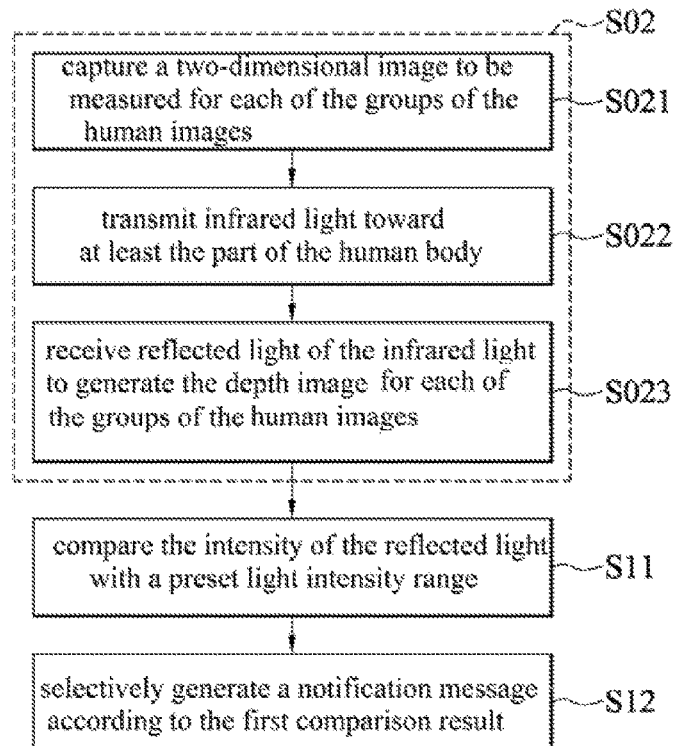 S02
capture a two-dimensional image to be
measured for each of the groups of the
human images
S021
transmit infrared light toward
at least the part of the human body
S022
receive reflected light of the infrared light
to generate the depth image for each of
the groups of the human images
S023
compare the intensity of the reflected light
with a preset light intensity range
S11
selectively generate a notification message
according to the first comparison result
S12